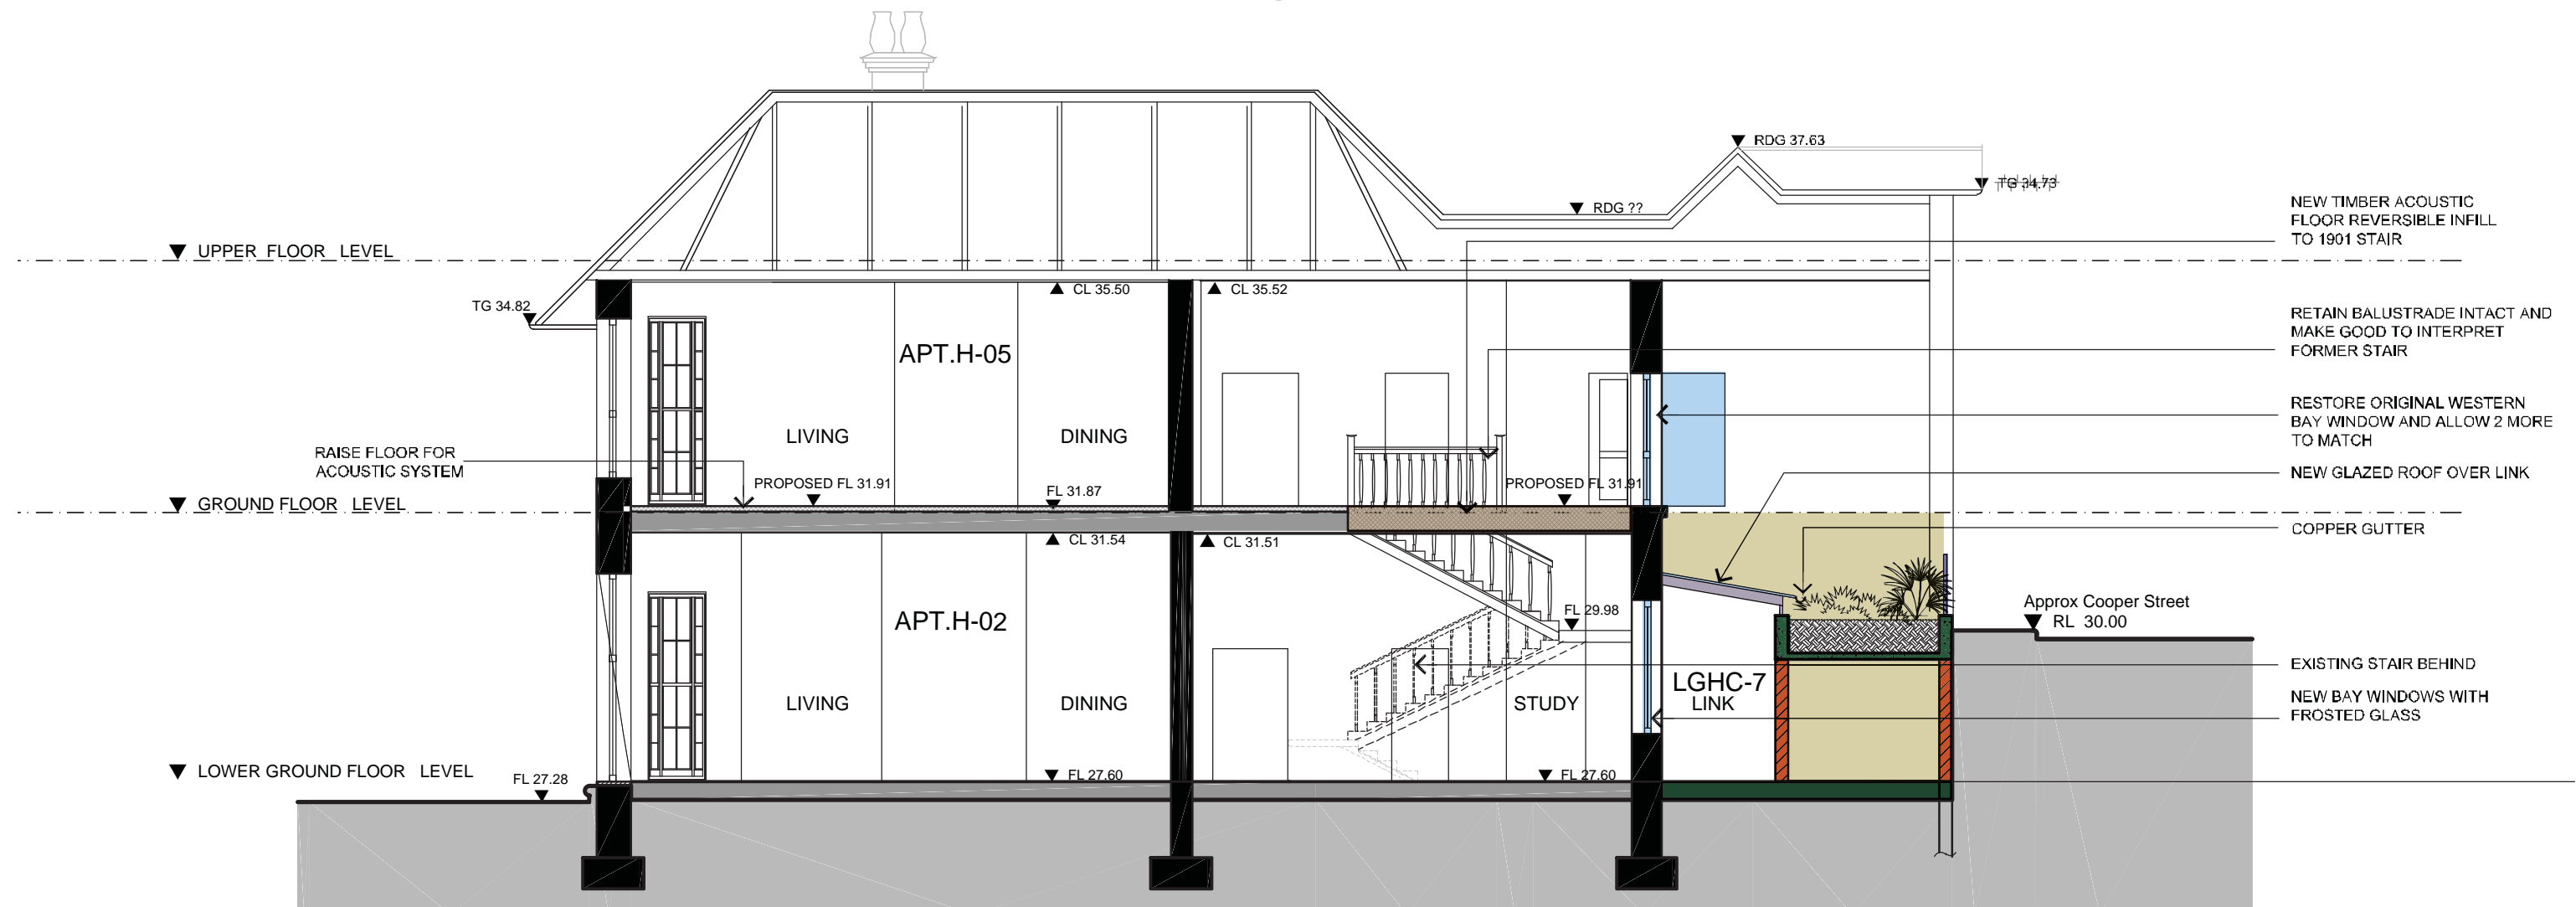 RDG 37.63
TG 34.73
RDG ??
NEW TIMBER ACOUSTIC
FLOOR REVERSIBLE INFILL
TO 1901 STAIR
UPPER FLOOR LEVEL
CL 35.50
CL 35.52
TG 34.82
RETAIN BALUSTRADE INTACT AND
MAKE GOOD TO INTERPRET
FORMER STAIR
APT.H-05
RESTORE ORIGINAL WESTERN
BAY WINDOW AND ALLOW 2 MORE
TO MATCH
LIVING
DINING
RAISE FLOOR FOR
ACOUSTIC SYSTEM
NEW GLAZED ROOF OVER LINK
PROPOSED FL 31.91
FL 31.87
PROPOSED FL 31.91
GROUND FLOOR LEVEL
COPPER GUTTER
CL 31.54
CL 31.51
APT.H-02
FL 29.98
Approx Cooper Street
RL 30.00
EXISTING STAIR BEHIND
LIVING
DINING
STUDY
LGHC-7
LINK
NEW BAY WINDOWS WITH
FROSTED GLASS
LOWER GROUND FLOOR LEVEL
FL 27.28
FL 27.60
FL 27.60